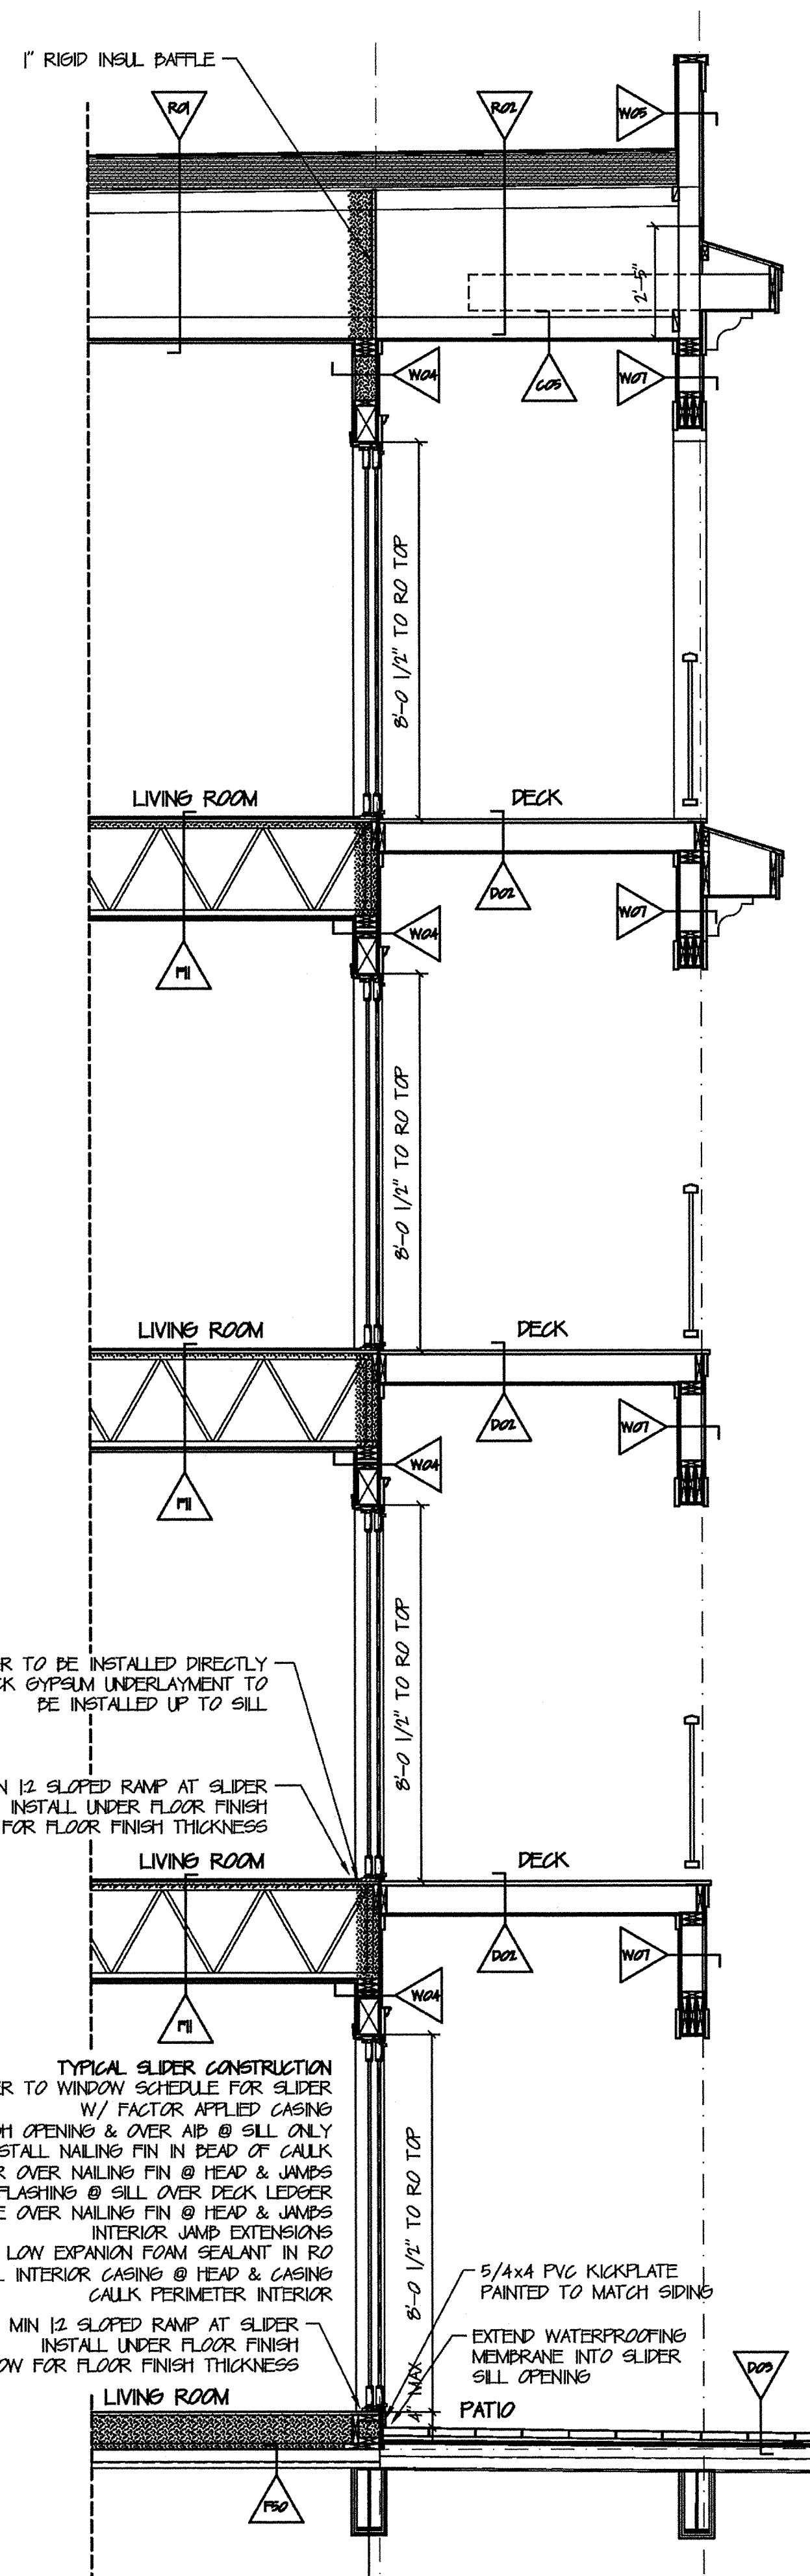 1" RIGID INSUL BAFFLE
R01
R02
W05
2'-5"
W04
C05
W07
8'-0 1/2" TO RO TOP
LIVING ROOM
DECK
D02
W07
W04
F11
8'-0 1/2" TO RO TOP
LIVING ROOM
DECK
D02
W07
W04
F11
8'-0 1/2" TO RO TOP
R TO BE INSTALLED DIRECTLY
CK GYPSUM UNDERLAYMENT TO
BE INSTALLED UP TO SILL
N 1:2 SLOPED RAMP AT SLIDER
INSTALL UNDER FLOOR FINISH
FOR FLOOR FINISH THICKNESS
LIVING ROOM
DECK
D02
W07
W04
F11
TYPICAL SLIDER CONSTRUCTION
ER TO WINDOW SCHEDULE FOR SLIDER
W/ FACTOR APPLIED CASING
GH OPENING & OVER AIB @ SILL ONLY
STALL NAILING FIN IN BEAD OF CAULK
R OVER NAILING FIN @ HEAD & JAMBS
FLASHING @ SILL OVER DECK LEDGER
E OVER NAILING FIN @ HEAD & JAMBS
INTERIOR JAMB EXTENSIONS
LOW EXPANION FOAM SEALANT IN RO
L INTERIOR CASING @ HEAD & CASING
CAULK PERIMETER INTERIOR
8'-0 1/2" TO RO TOP
5/4x4 PVC KICKPLATE
PAINTED TO MATCH SIDING
MIN 1:2 SLOPED RAMP AT SLIDER
INSTALL UNDER FLOOR FINISH
OW FOR FLOOR FINISH THICKNESS
EXTEND WATERPROOFING
MEMBRANE INTO SLIDER
SILL OPENING
D03
4" MAX
LIVING ROOM
PATIO
F50